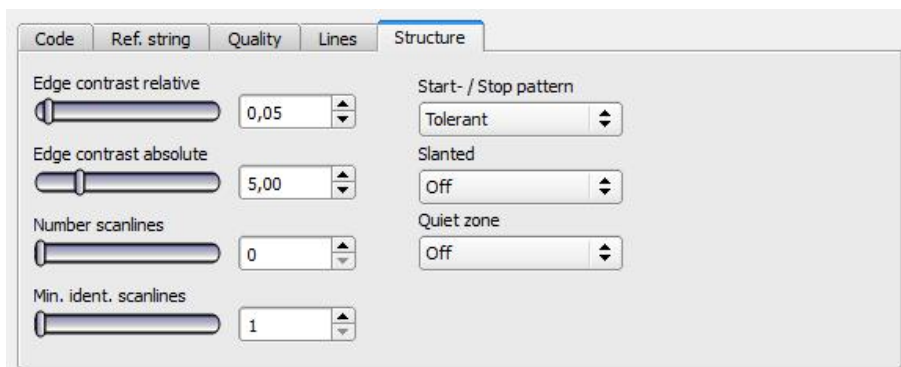 Code Ref. string Quality Lines Structure
Edge contrast relative
0,05
Edge contrast absolute
5,00
Number scanlines
0
Min. ident. scanlines
1
Start- / Stop pattern
Tolerant
Slanted
Off
Quiet zone
Off